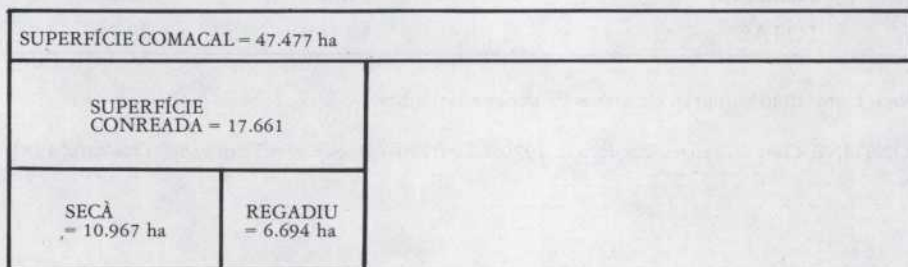 SUPERFÍCIE COMACAL = 47.477 ha
SUPERFÍCIE
CONREADA = 17.661
SECÀ
= 10.967 ha
REGADIU
= 6.694 ha